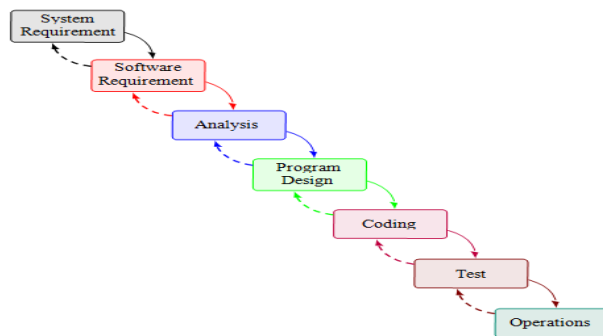 System
Requirement
Software
Requirement
Analysis
Program
Design
Coding
Test
Operations